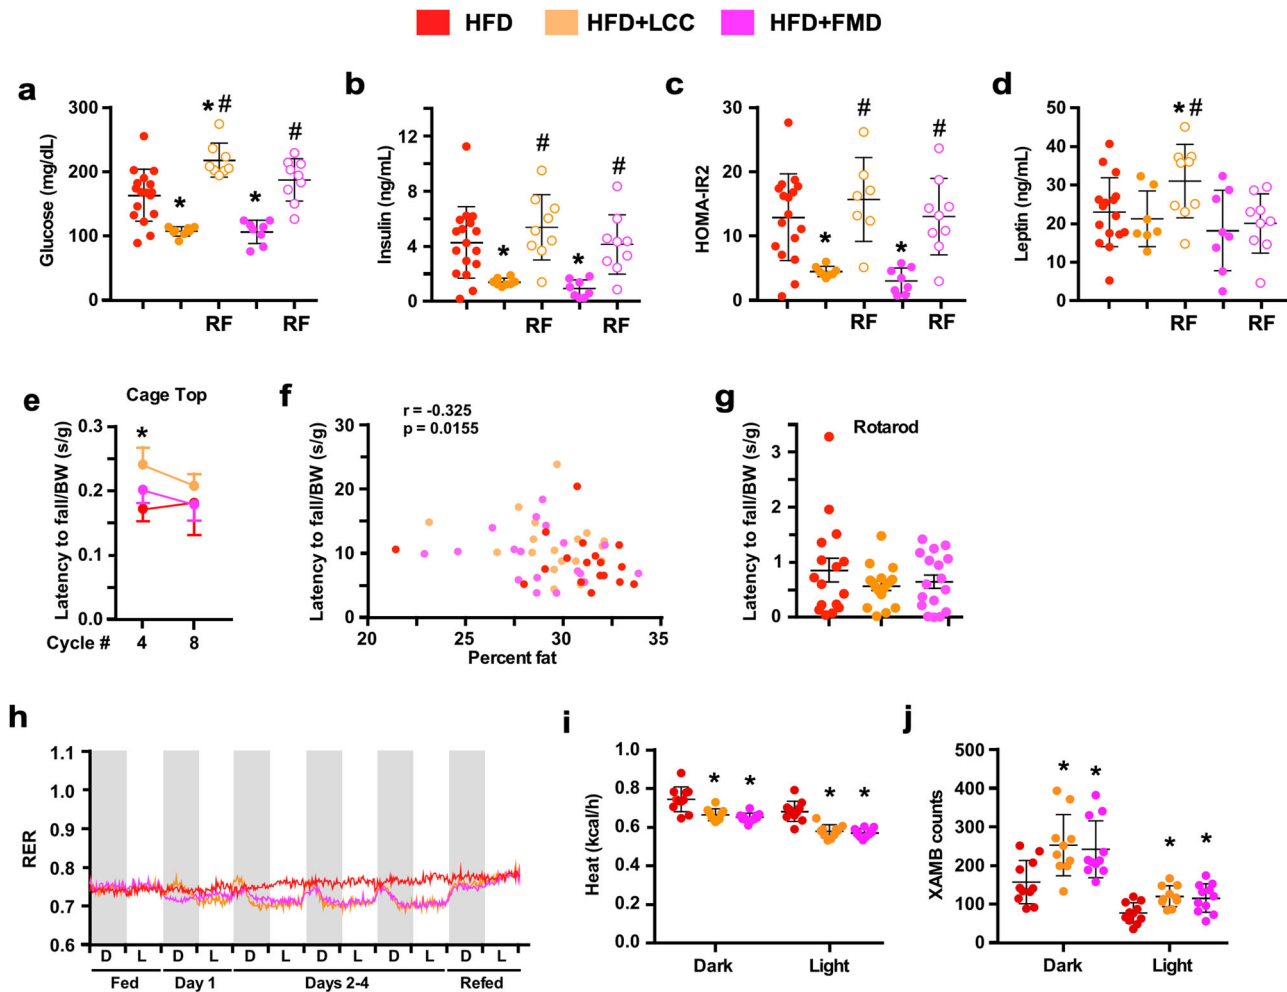 HFD HFD+LCC HFD+FMD
a
Glucose (mg/dL)
300
200
100
0
* * # * #
RF RF
b
Insulin (ng/mL)
12
8
4
0
* # * #
RF RF
c
HOMA-IR2
30
20
10
0
* # * #
RF RF
d
Leptin (ng/mL)
50
40
30
20
10
0
* #
RF RF
e
Cage Top
Latency to fall/BW (s/g)
0.3
0.2
0.1
0.0
*
Cycle # 4 8
f
r = -0.325
p = 0.0155
Latency to fall/BW (s/g)
30
20
10
0
20 25 30 35
Percent fat
g
Rotarod
Latency to fall/BW (s/g)
3
2
1
0
h
RER
1.1
1.0
0.9
0.8
0.7
0.6
D L D L D L D L D L D L
Fed Day 1 Days 2-4 Refed
i
Heat (kcal/h)
1.0
0.8
0.6
0.4
0.2
0.0
* * * *
Dark Light
j
XAMB counts
500
400
300
200
100
0
* * * *
Dark Light